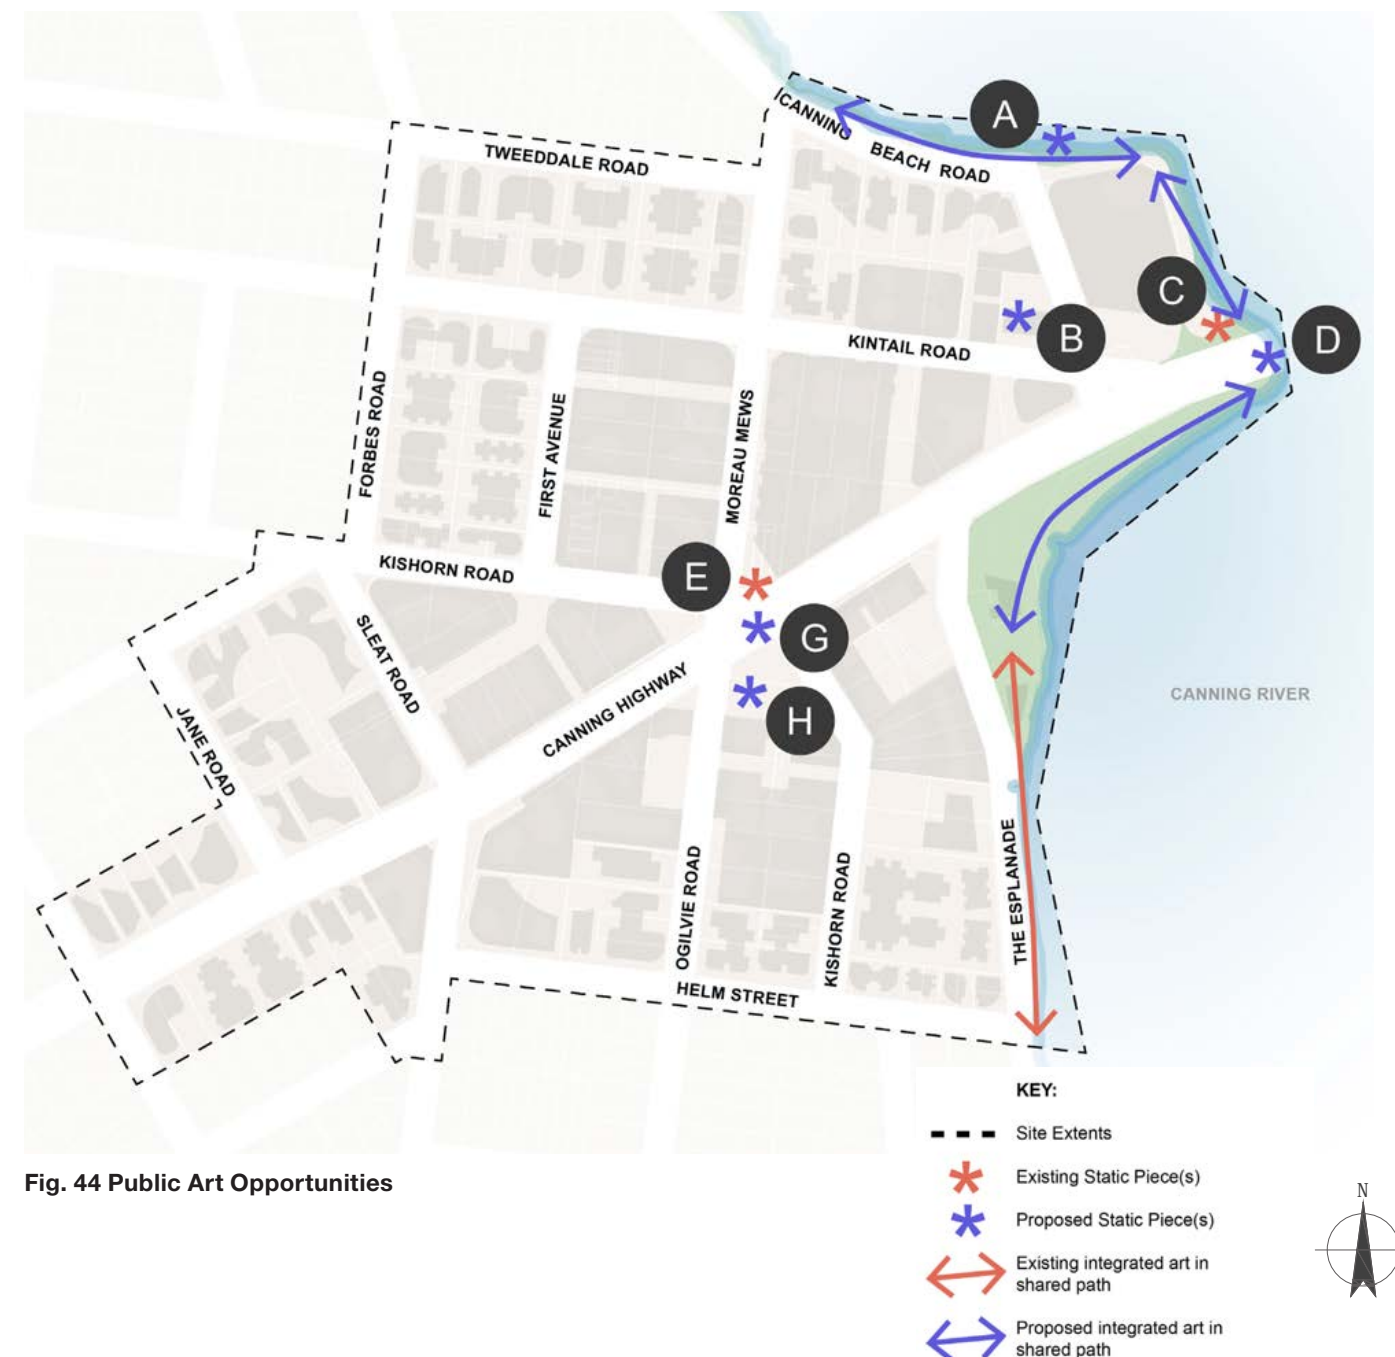 A
CANNING
BEACH ROAD
TWEEDDALE ROAD
C
B
D
KINTAIL ROAD
FORBES ROAD
FIRST AVENUE
MOREAU MEWS
KISHORN ROAD
E
G
H
SLEAT ROAD
CANNING HIGHWAY
JANE ROAD
CANNING RIVER
OGILVIE ROAD
KISHORN ROAD
THE ESPLANADE
HELM STREET
KEY:
Site Extents
Existing Static Piece(s)
Proposed Static Piece(s)
Existing integrated art in
shared path
Proposed integrated art in
shared path
Fig. 44 Public Art Opportunities
N